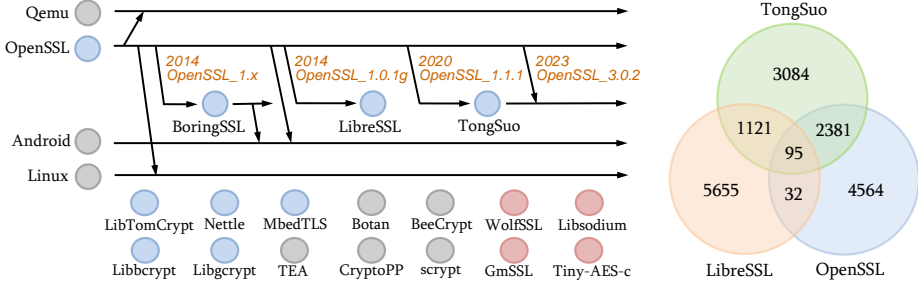 Qemu
OpenSSL
2014
OpenSSL_1.x
2014
OpenSSL_1.0.1g
2020
OpenSSL_1.1.1
2023
OpenSSL_3.0.2
BoringSSL
LibreSSL
TongSuo
Android
Linux
LibTomCrypt
Nettle
MbedTLS
Botan
BeeCrypt
WolfSSL
Libsodium
Libbcrypt
Libgcrypt
TEA
CryptoPP
scrypt
GmSSL
Tiny-AES-c
TongSuo
3084
1121
2381
95
5655
32
4564
LibreSSL
OpenSSL